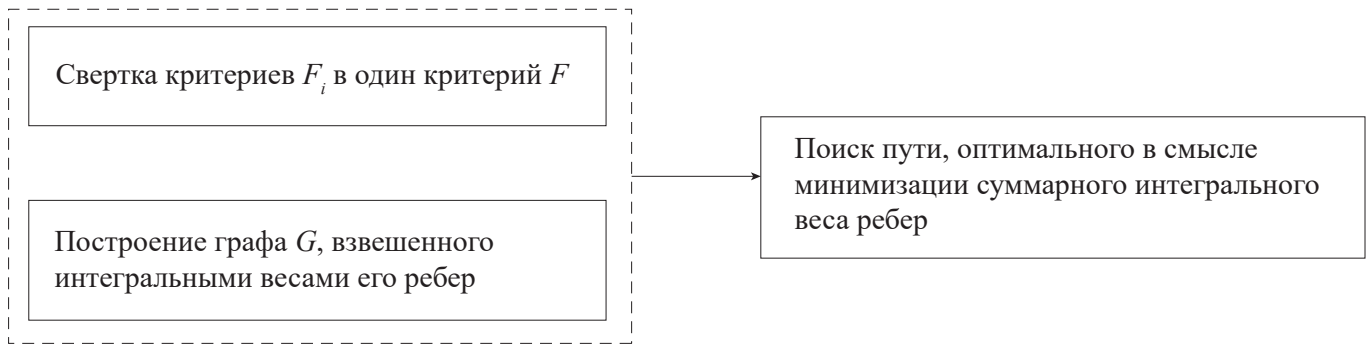 Свертка критериев F_i в один критерий F
Построение графа G, взвешенного
интегральными весами его ребер
Поиск пути, оптимального в смысле
минимизации суммарного интегрального
веса ребер